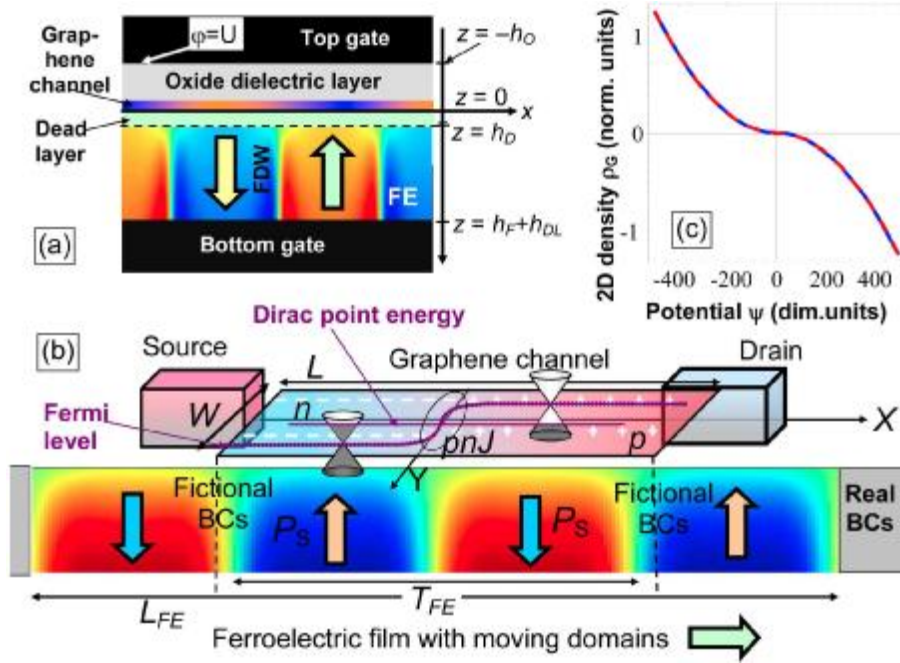 (a)
Graphene channel
φ=U
Top gate
Oxide dielectric layer
Dead layer
FDW
FE
Bottom gate
z = –h_O
z = 0
x
z = h_D
z = h_F+h_DL
(c)
2D density ρ_G (norm. units)
1
0
-1
-400
-200
0
200
400
Potential ψ (dim.units)
(b)
Dirac point energy
Source
L
Graphene channel
Drain
W
n
Fermi level
pnJ
p
X
Y
Fictional BCs
P_S
P_S
Fictional BCs
Real BCs
L_FE
T_FE
Ferroelectric film with moving domains